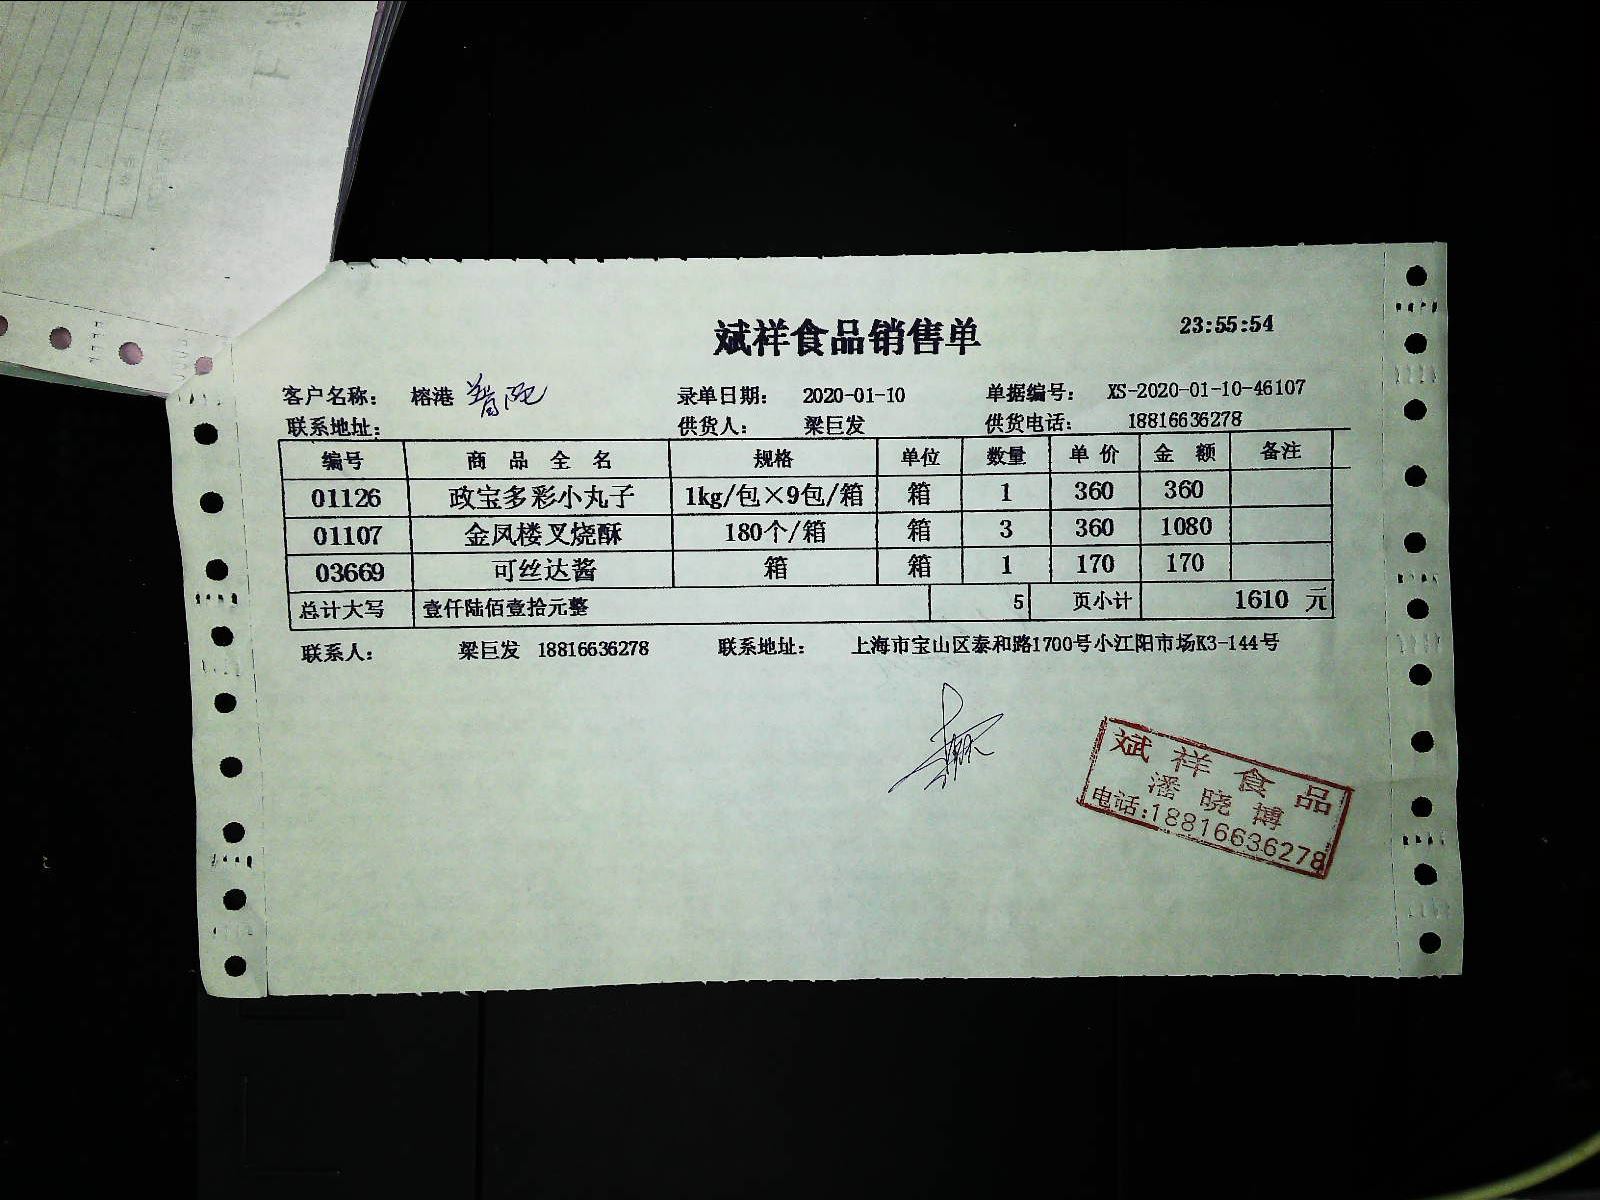 斌祥食品销售单 23:55:54
客户名称： 榕港 普陀 录单日期： 2020-01-10 单据编号： XS-2020-01-10-46107
联系地址： 供货人： 梁巨发 供货电话： 18816636278
编号 商品全名 规格 单位 数量 单价 金额 备注
01126 政宝多彩小丸子 1kg/包×9包/箱 箱 1 360 360
01107 金凤楼叉烧酥 180个/箱 箱 3 360 1080
03669 可丝达酱 箱 箱 1 170 170
总计大写 壹仟陆佰壹拾元整 5 页小计 1610 元
联系人： 梁巨发 18816636278 联系地址： 上海市宝山区泰和路1700号小江阳市场K3-144号
斌祥食品
潘晓博
电话:18816636278